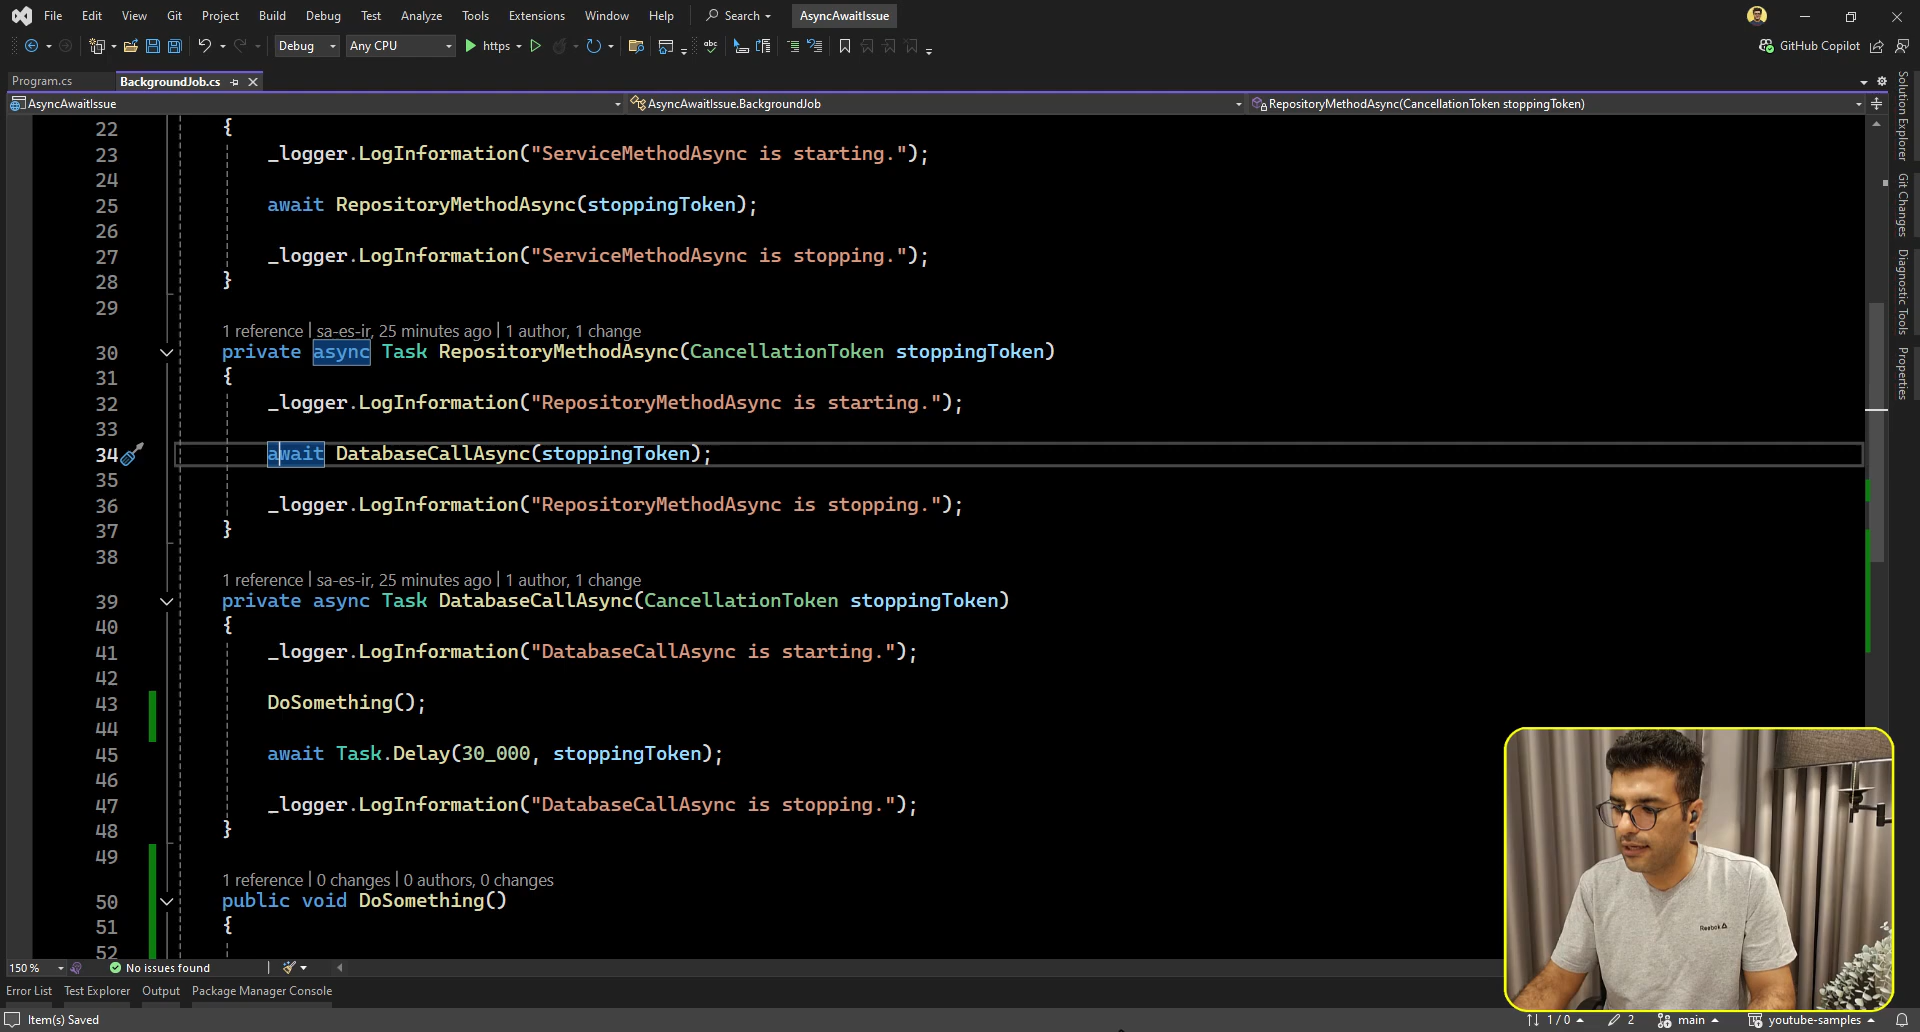 File Edit View Git Project Build Debug Test Analyze Tools Extensions Window Help Search AsyncAwaitIssue
Debug Any CPU https GitHub Copilot
Program.cs BackgroundJob.cs
AsyncAwaitIssue AsyncAwaitIssue.BackgroundJob RepositoryMethodAsync(CancellationToken stoppingToken)
22 {
23 _logger.LogInformation("ServiceMethodAsync is starting.");
24
25 await RepositoryMethodAsync(stoppingToken);
26
27 _logger.LogInformation("ServiceMethodAsync is stopping.");
28 }
29
1 reference | sa-es-ir, 25 minutes ago | 1 author, 1 change
30 private async Task RepositoryMethodAsync(CancellationToken stoppingToken)
31 {
32 _logger.LogInformation("RepositoryMethodAsync is starting.");
33
34 await DatabaseCallAsync(stoppingToken);
35
36 _logger.LogInformation("RepositoryMethodAsync is stopping.");
37 }
38
1 reference | sa-es-ir, 25 minutes ago | 1 author, 1 change
39 private async Task DatabaseCallAsync(CancellationToken stoppingToken)
40 {
41 _logger.LogInformation("DatabaseCallAsync is starting.");
42
43 DoSomething();
44
45 await Task.Delay(30_000, stoppingToken);
46
47 _logger.LogInformation("DatabaseCallAsync is stopping.");
48 }
49
1 reference | 0 changes | 0 authors, 0 changes
50 public void DoSomething()
51 {
52
Solution Explorer
Git Changes
Diagnostic Tools
Properties
Reebok
150 % No issues found
Error List Test Explorer Output Package Manager Console
Item(s) Saved 1 / 0 2 main youtube-samples